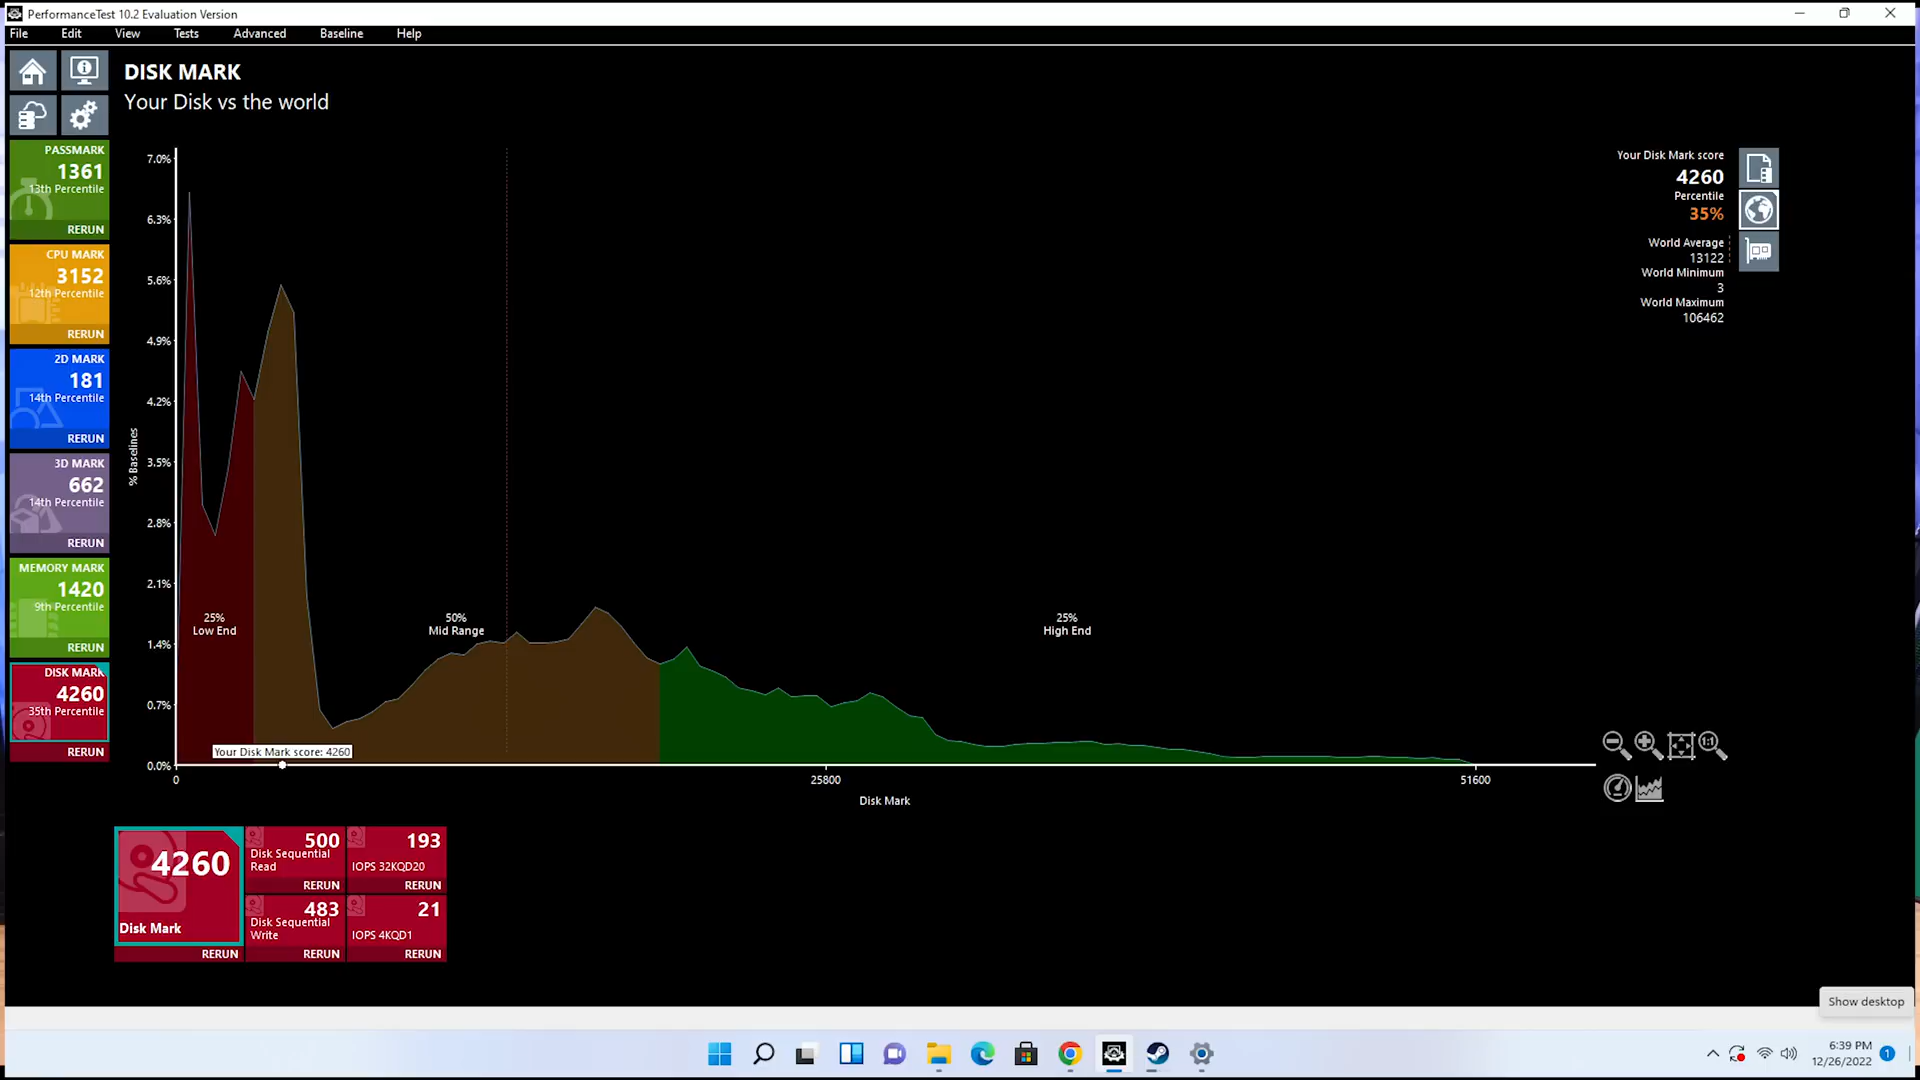 PerformanceTest 10.2 Evaluation Version
File Edit View Tests Advanced Baseline Help
DISK MARK
Your Disk vs the world
PASSMARK
1361
13th Percentile
RERUN
CPU MARK
3152
12th Percentile
RERUN
2D MARK
181
14th Percentile
RERUN
3D MARK
662
14th Percentile
RERUN
MEMORY MARK
1420
9th Percentile
RERUN
DISK MARK
4260
35th Percentile
RERUN
% Baselines
7.0%
6.3%
5.6%
4.9%
4.2%
3.5%
2.8%
2.1%
1.4%
0.7%
0.0%
25%
Low End
50%
Mid Range
25%
High End
Your Disk Mark score: 4260
0 25800 51600
Disk Mark
Your Disk Mark score
4260
Percentile
35%
World Average
13122
World Minimum
3
World Maximum
106462
1:1
4260
Disk Mark
RERUN
500
Disk Sequential
Read
RERUN
193
IOPS 32KQD20
RERUN
483
Disk Sequential
Write
RERUN
21
IOPS 4KQD1
RERUN
Show desktop
6:39 PM
12/26/2022
1